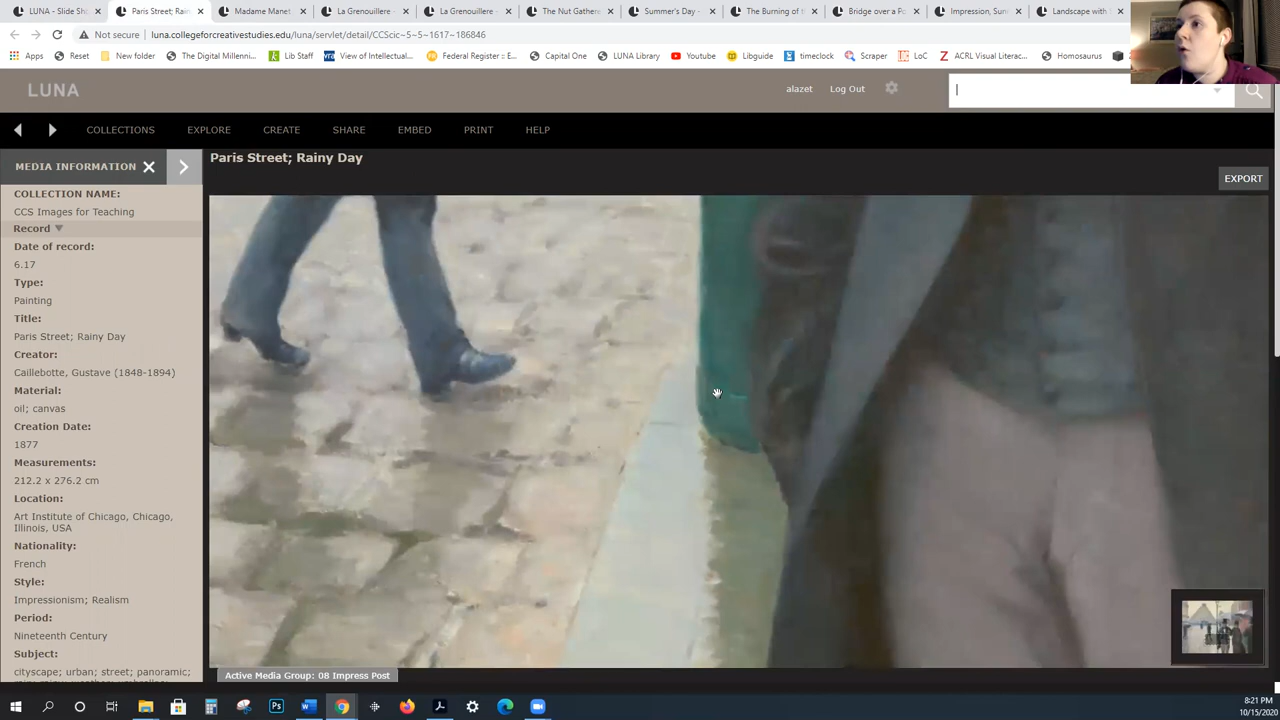 LUNA - Slide Sho
Paris Street; Rain
Madame Manet
La Grenouillere -
La Grenouillere -
The Nut Gathere
Summer's Day -
The Burning of t
Bridge over a Po
Impression, Sun
Landscape with
Not secure | luna.collegeforcreativestudies.edu/luna/servlet/detail/CCScic~5~5~1617~186846
Apps Reset New folder The Digital Millenni... Lib Staff View of Intellectual... Federal Register :: E... Capital One LUNA Library Youtube Libguide timeclock Scraper LoC ACRL Visual Literac... Homosaurus
LUNA
alazet Log Out
COLLECTIONS EXPLORE CREATE SHARE EMBED PRINT HELP
MEDIA INFORMATION
Paris Street; Rainy Day
EXPORT
COLLECTION NAME:
CCS Images for Teaching
Record
Date of record:
6.17
Type:
Painting
Title:
Paris Street; Rainy Day
Creator:
Caillebotte, Gustave (1848-1894)
Material:
oil; canvas
Creation Date:
1877
Measurements:
212.2 x 276.2 cm
Location:
Art Institute of Chicago, Chicago,
Illinois, USA
Nationality:
French
Style:
Impressionism; Realism
Period:
Nineteenth Century
Subject:
cityscape; urban; street; panoramic;
Active Media Group: 08 Impress Post
8:21 PM
10/15/2020